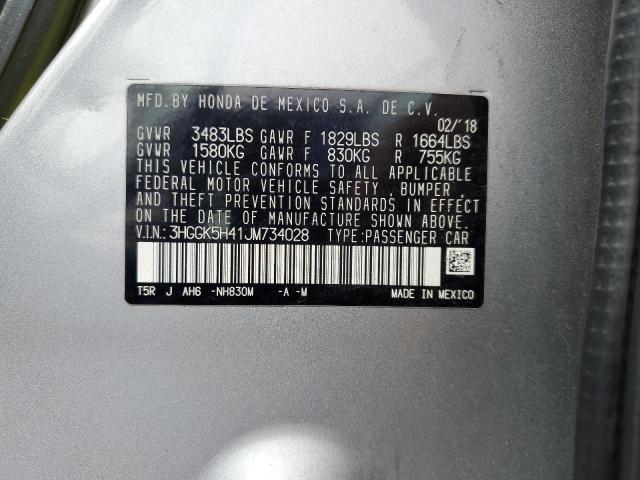 MFD.BY HONDA DE MEXICO S.A. DE C.V.
02/'18
GVWR 3483LBS GAWR F 1829LBS R 1664LBS
GVWR 1580KG GAWR F 830KG R 755KG
THIS VEHICLE CONFORMS TO ALL APPLICABLE
FEDERAL MOTOR VEHICLE SAFETY, BUMPER
AND THEFT PREVENTION STANDARDS IN EFFECT
ON THE DATE OF MANUFACTURE SHOWN ABOVE.
V.I.N.: 3HGGK5H41JM734028 TYPE:PASSENGER CAR
T5R J AH6 -NH830M -A -M MADE IN MEXICO